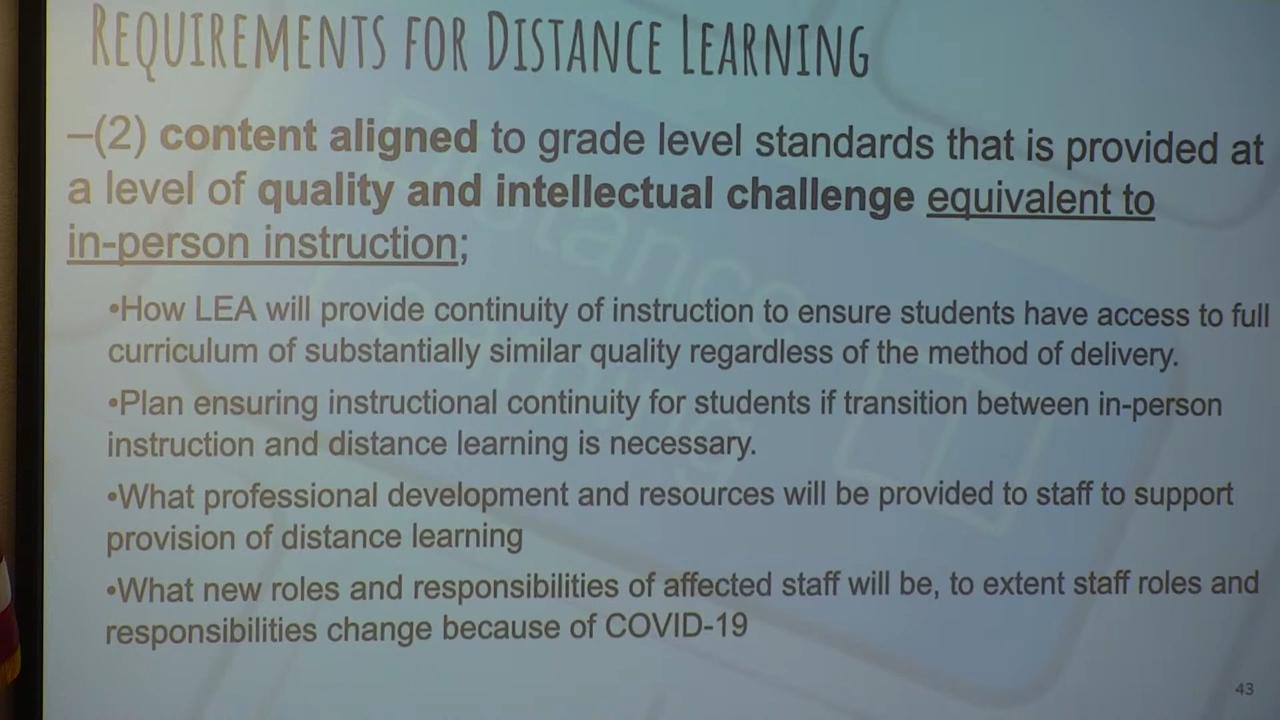 REQUIREMENTS FOR DISTANCE LEARNING
–(2) content aligned to grade level standards that is provided at
a level of quality and intellectual challenge equivalent to
in-person instruction;
•How LEA will provide continuity of instruction to ensure students have access to full
curriculum of substantially similar quality regardless of the method of delivery.
•Plan ensuring instructional continuity for students if transition between in-person
instruction and distance learning is necessary.
•What professional development and resources will be provided to staff to support
provision of distance learning
•What new roles and responsibilities of affected staff will be, to extent staff roles and
responsibilities change because of COVID-19
43
Distance
Learning